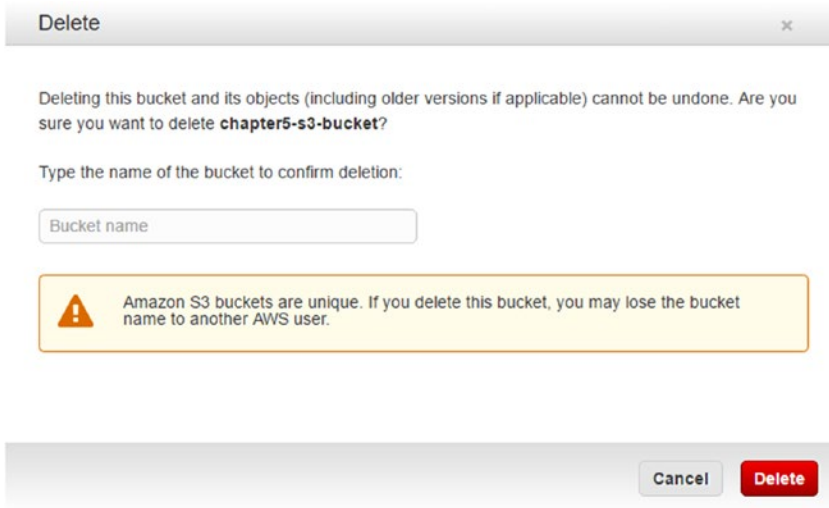 Delete
×
Deleting this bucket and its objects (including older versions if applicable) cannot be undone. Are you
sure you want to delete chapter5-s3-bucket?
Type the name of the bucket to confirm deletion:
Bucket name
Amazon S3 buckets are unique. If you delete this bucket, you may lose the bucket
name to another AWS user.
Cancel Delete